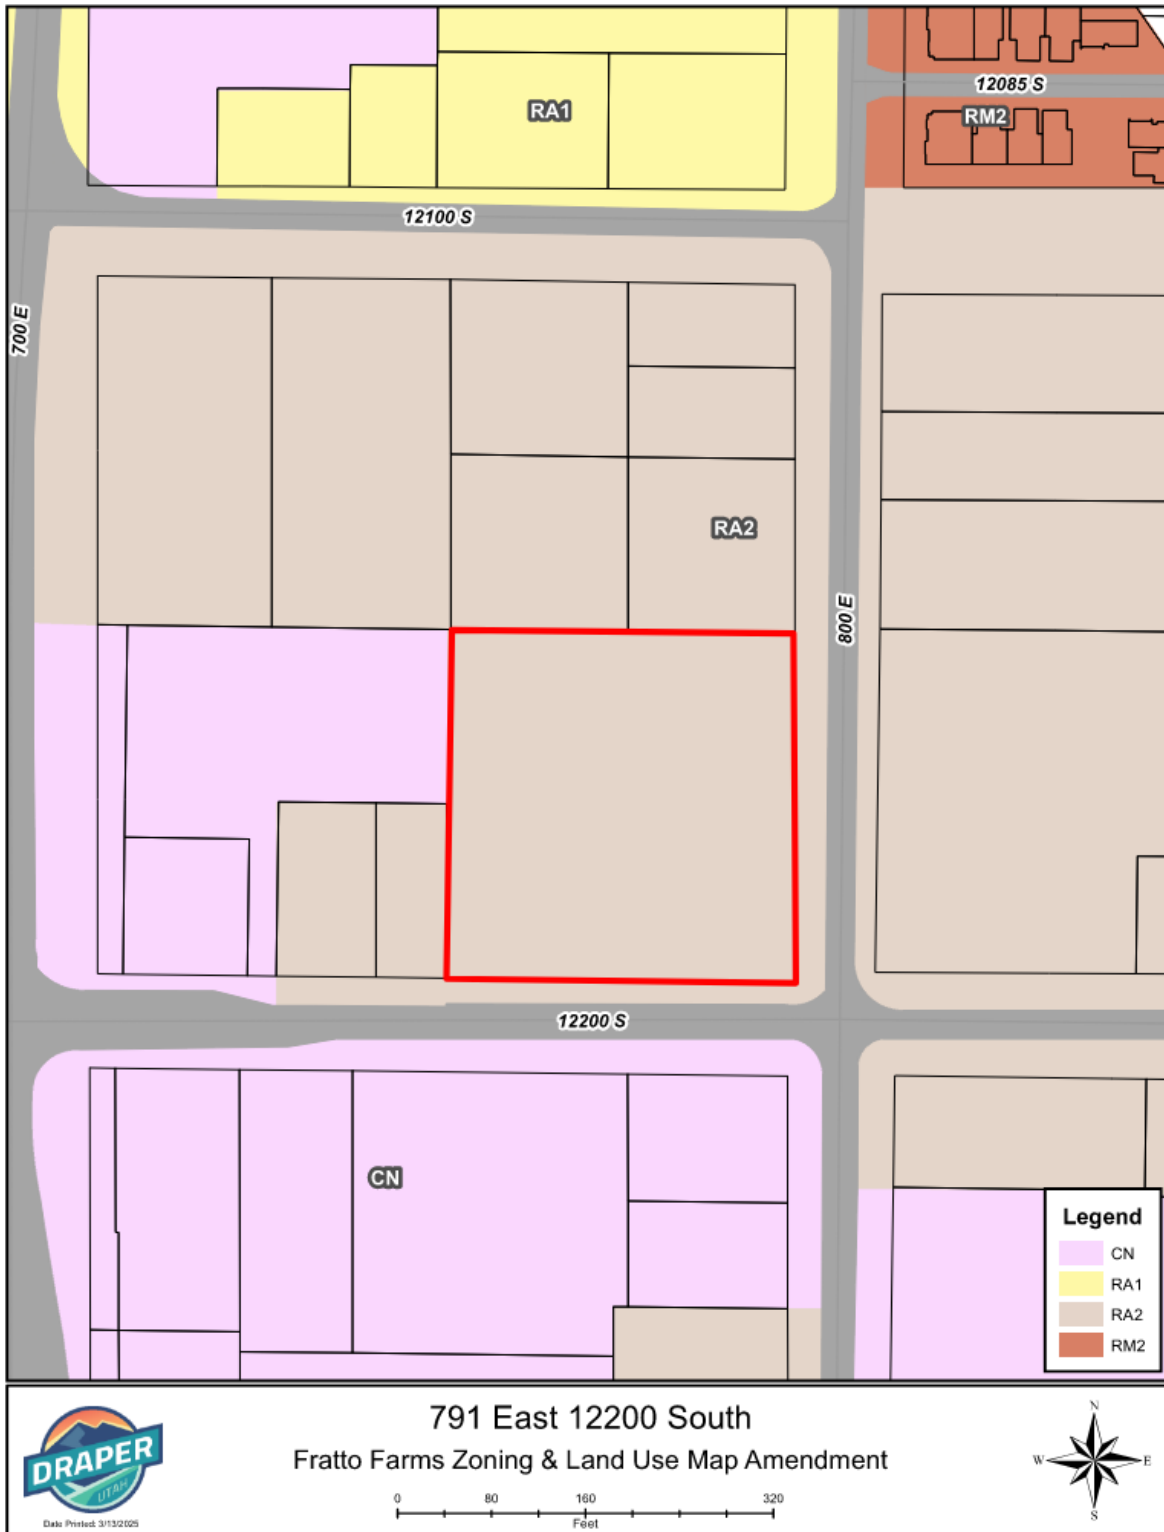 12085 S
RA1
RM2
12100 S
700 E
RA2
800 E
12200 S
CN
Legend
CN
RA1
RA2
RM2
791 East 12200 South
Fratto Farms Zoning & Land Use Map Amendment
DRAPER
UTAH
Date Printed: 3/13/2025
0 80 160 320
Feet
N
W E
S